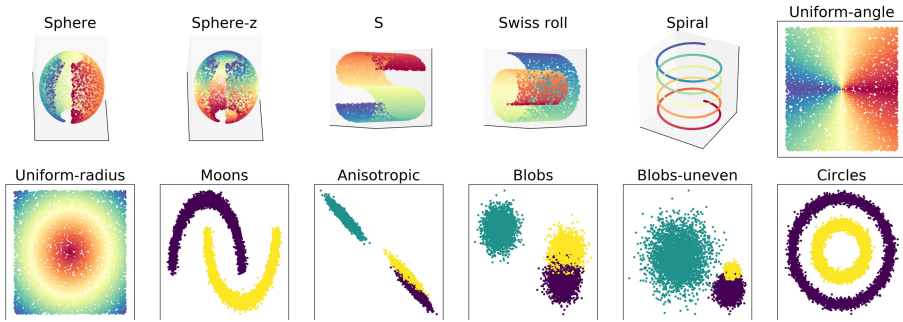 Sphere
Sphere-z
S
Swiss roll
Spiral
Uniform-angle
Uniform-radius
Moons
Anisotropic
Blobs
Blobs-uneven
Circles